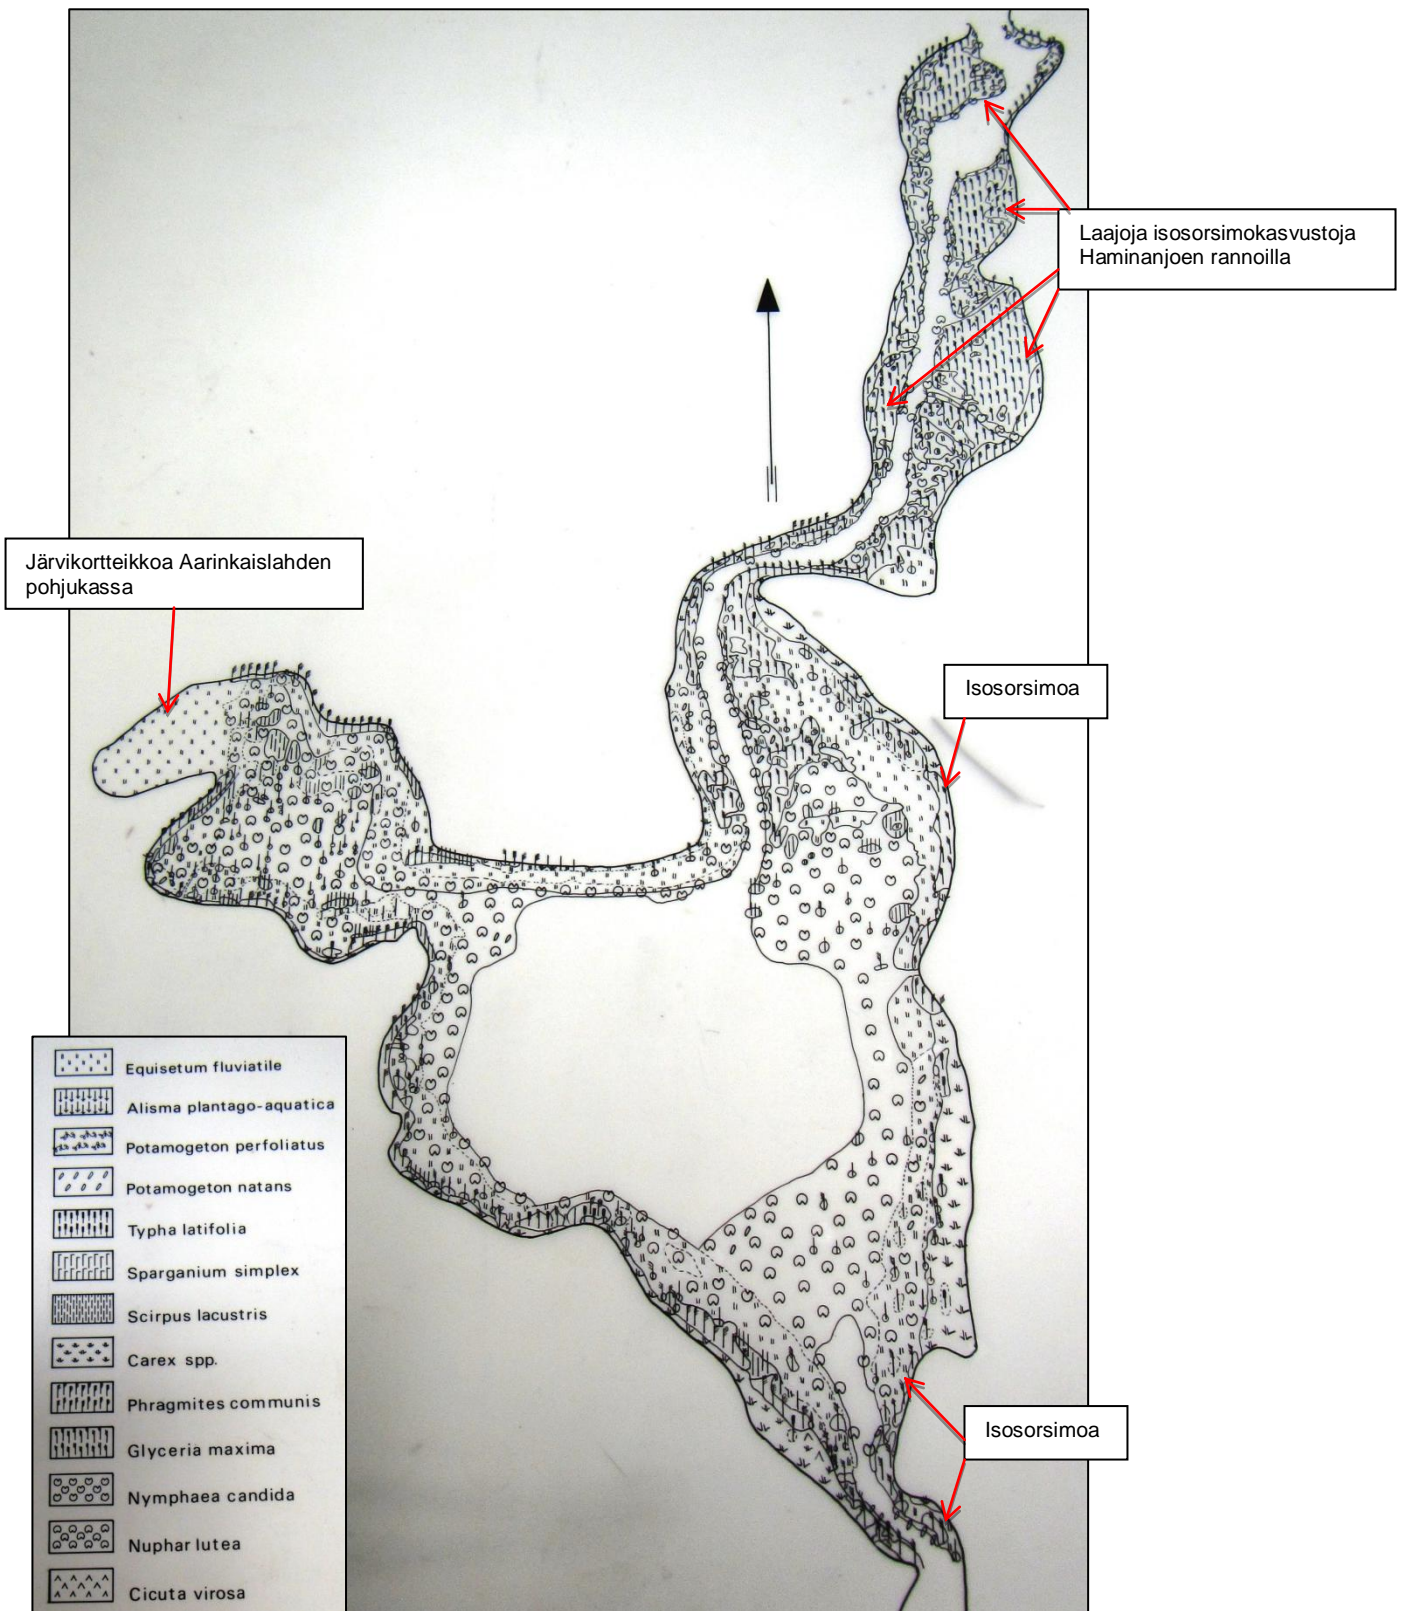 Laajoja isosorsimokasvustoja
Haminanjoen rannoilla
Järvikortteikkoa Aarinkaislahden
pohjukassa
Isosorsimoa
Isosorsimoa
Equisetum fluviatile
Alisma plantago-aquatica
Potamogeton perfoliatus
Potamogeton natans
Typha latifolia
Sparganium simplex
Scirpus lacustris
Carex spp.
Phragmites communis
Glyceria maxima
Nymphaea candida
Nuphar lutea
Cicuta virosa